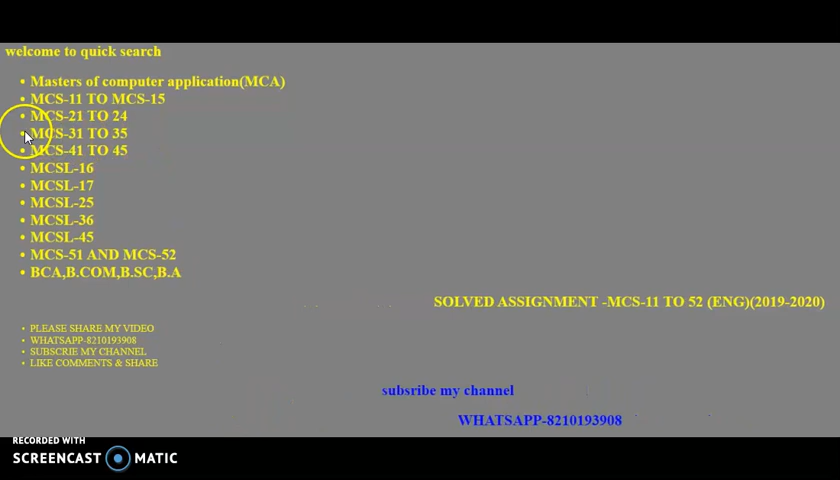 welcome to quick search
• Masters of computer application(MCA)
• MCS-11 TO MCS-15
• MCS-21 TO 24
• MCS-31 TO 35
• MCS-41 TO 45
• MCSL-16
• MCSL-17
• MCSL-25
• MCSL-36
• MCSL-45
• MCS-51 AND MCS-52
• BCA,B.COM,B.SC,B.A
SOLVED ASSIGNMENT -MCS-11 TO 52 (ENG)(2019-2020)
• PLEASE SHARE MY VIDEO
• WHATSAPP-8210193908
• SUBSCRIE MY CHANNEL
• LIKE COMMENTS & SHARE
subsribe my channel
WHATSAPP-8210193908
RECORDED WITH
SCREENCAST MATIC